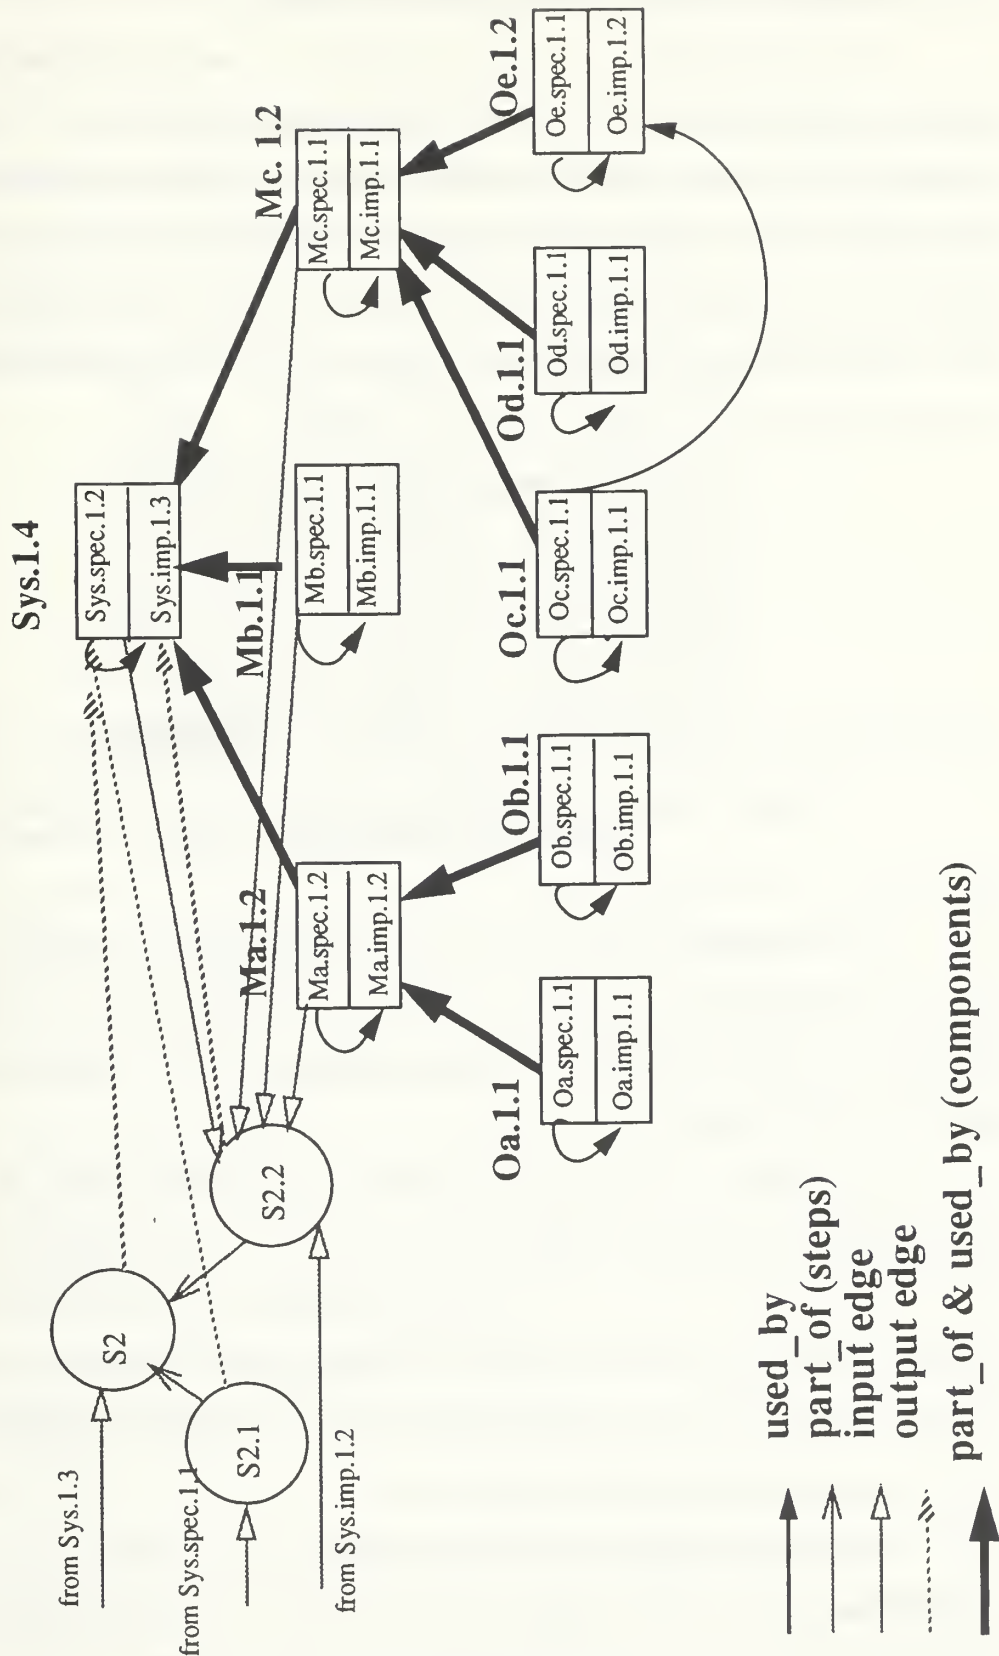 Sys.1.4
Sys.spec.1.2
Sys.imp.1.3
from Sys.1.3
S2
from Sys.spec.1.1
S2.1
S2.2
from Sys.imp.1.2
Ma.1.2
Ma.spec.1.2
Ma.imp.1.2
Mb.1.1
Mb.spec.1.1
Mb.imp.1.1
Mc. 1.2
Mc.spec.1.1
Mc.imp.1.1
Oa.1.1
Oa.spec.1.1
Oa.imp.1.1
Ob.1.1
Ob.spec.1.1
Ob.imp.1.1
Oc.1.1
Oc.spec.1.1
Oc.imp.1.1
Od.1.1
Od.spec.1.1
Od.imp.1.1
Oe.1.2
Oe.spec.1.1
Oe.imp.1.2
used_by
part_of (steps)
input edge
output edge
part_of & used_by (components)